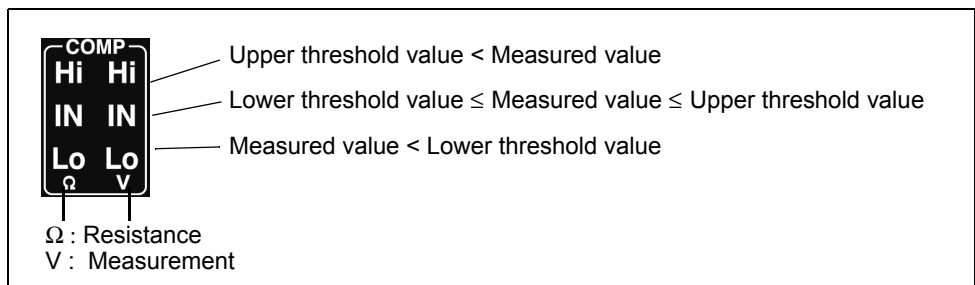 COMP
Hi Hi Upper threshold value < Measured value
IN IN Lower threshold value ≤ Measured value ≤ Upper threshold value
Lo Lo Measured value < Lower threshold value
Ω V
Ω : Resistance
V : Measurement